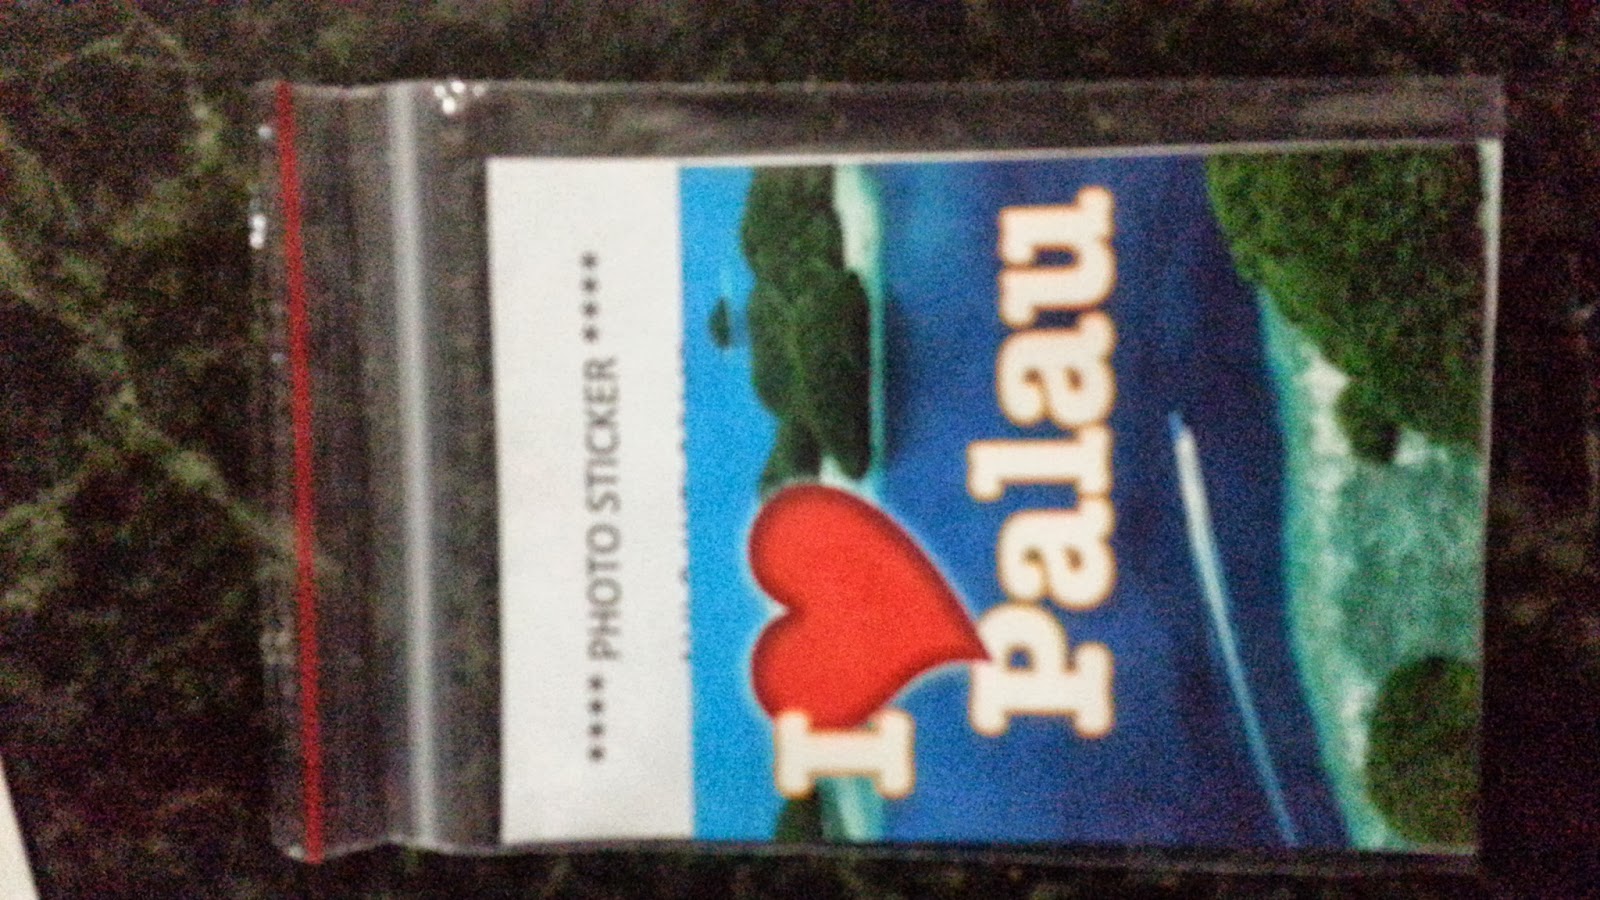 **** PHOTO STICKER ****
I
Palau